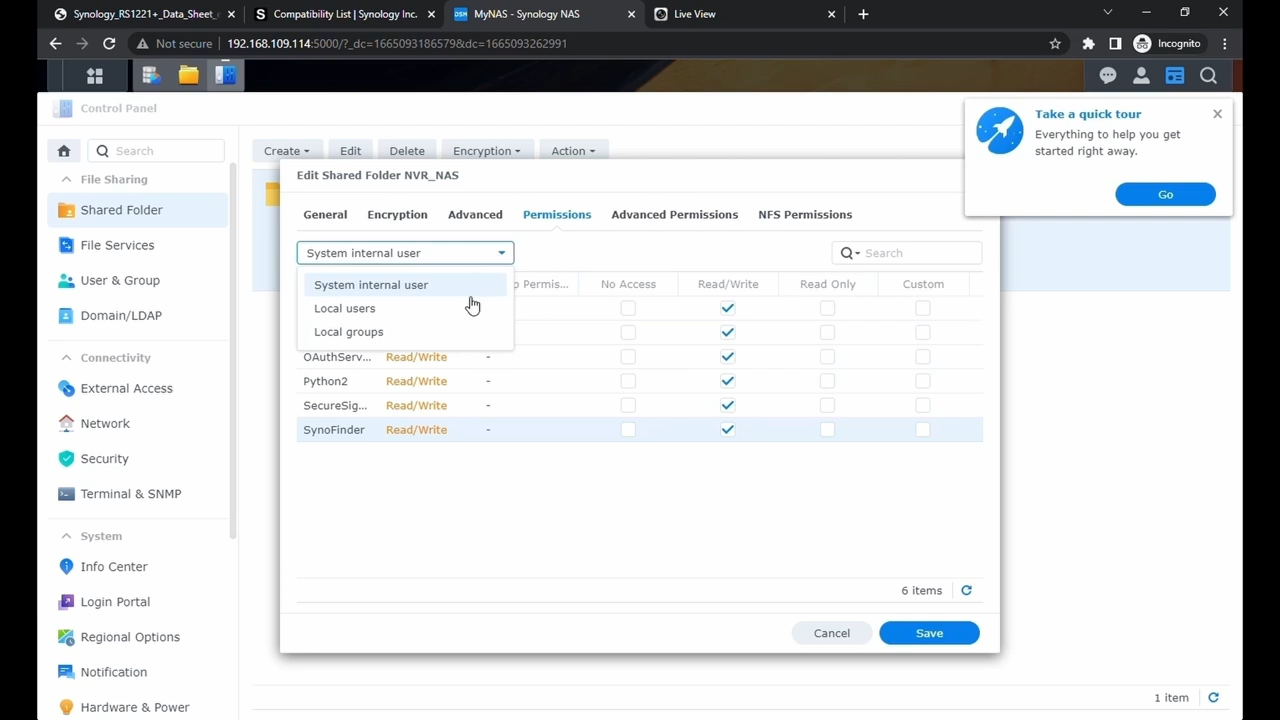 Synology_RS1221+_Data_Sheet_
Compatibility List | Synology Inc.
MyNAS - Synology NAS
Live View
Not secure
192.168.109.114:5000/?_dc=1665093186579&dc=1665093262991
Incognito
Control Panel
Take a quick tour
Everything to help you get
started right away.
Go
Search
File Sharing
Shared Folder
File Services
User & Group
Domain/LDAP
Connectivity
External Access
Network
Security
Terminal & SNMP
System
Info Center
Login Portal
Regional Options
Notification
Hardware & Power
Create
Edit
Delete
Encryption
Action
Edit Shared Folder NVR_NAS
General
Encryption
Advanced
Permissions
Advanced Permissions
NFS Permissions
System internal user
Search
System internal user
Local users
Local groups
Permis...
No Access
Read/Write
Read Only
Custom
OAuthServ... Read/Write -
Python2 Read/Write -
SecureSig... Read/Write -
SynoFinder Read/Write -
6 items
Cancel
Save
1 item